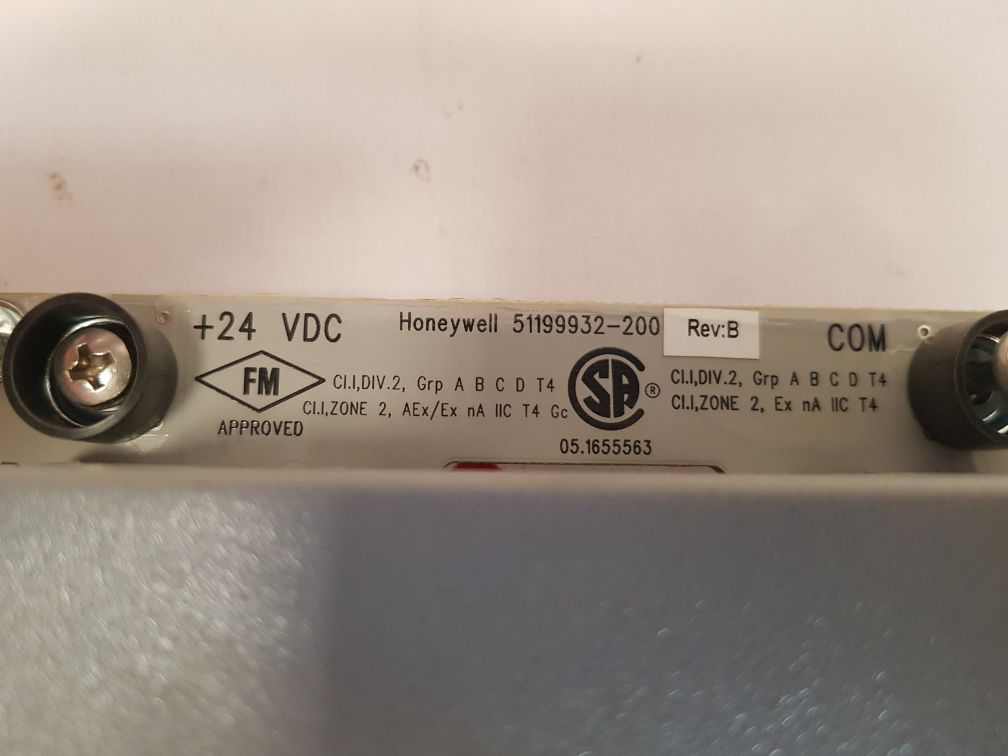 +24 VDC
Honeywell 51199932-200
Rev:B
COM
FM
APPROVED
CI.I,DIV.2, Grp A B C D T4
CI.I,ZONE 2, AEx/Ex nA IIC T4 Gc
SA ®
05.1655563
CI.I,DIV.2, Grp A B C D T4
CI.I,ZONE 2, Ex nA IIC T4